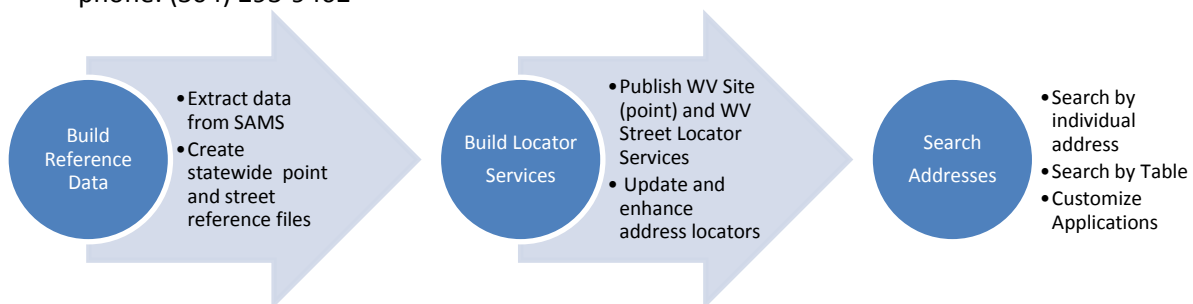 Build
Reference
Data
•Extract data
from SAMS
•Create
statewide point
and street
reference files
Build Locator
Services
•Publish WV Site
(point) and WV
Street Locator
Services
• Update and
enhance
address locators
Search
Addresses
•Search by
individual
address
•Search by Table
•Customize
Applications